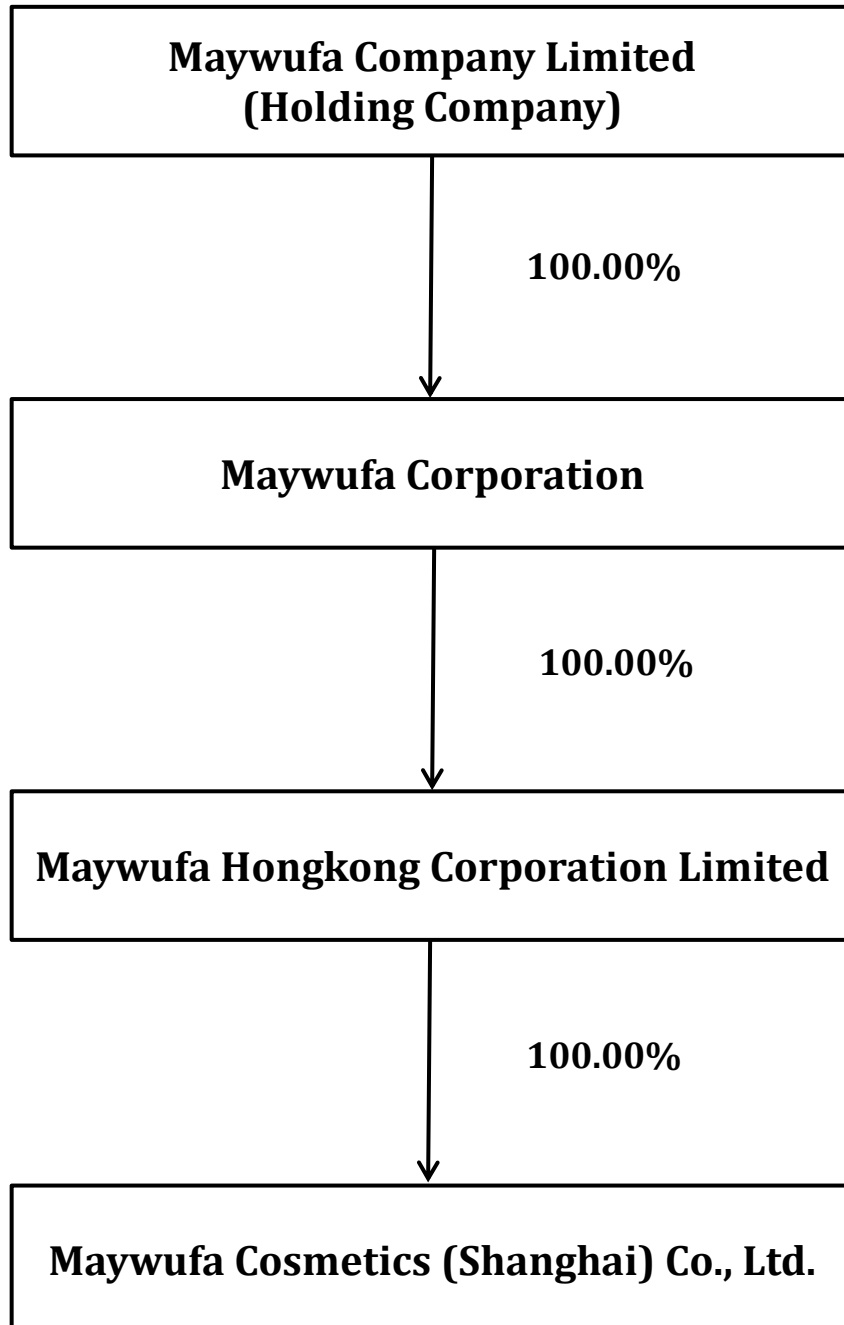 Maywufa Company Limited
(Holding Company)
100.00%
Maywufa Corporation
100.00%
Maywufa Hongkong Corporation Limited
100.00%
Maywufa Cosmetics (Shanghai) Co., Ltd.